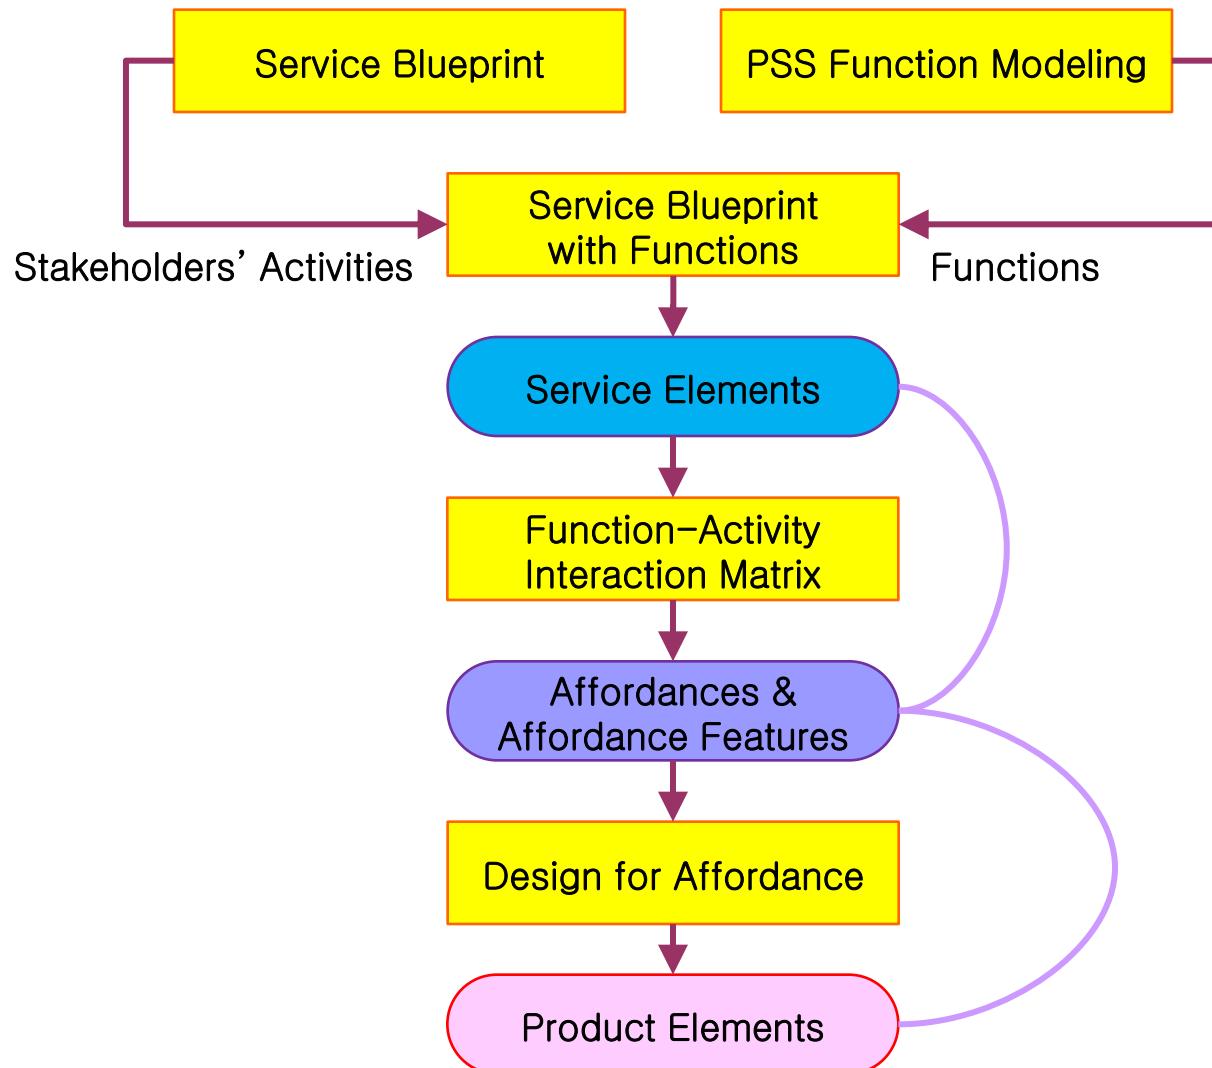 Service Blueprint
PSS Function Modeling
Service Blueprint
with Functions
Stakeholders’ Activities
Functions
Service Elements
Function-Activity
Interaction Matrix
Affordances &
Affordance Features
Design for Affordance
Product Elements